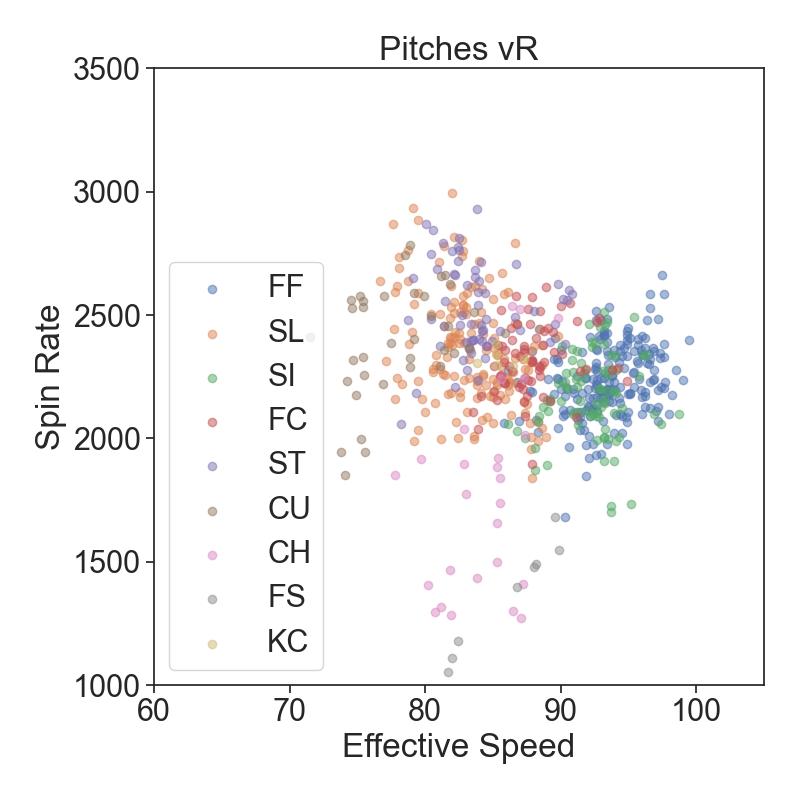 Pitches vR
3500
3000
2500
2000
1500
1000
Spin Rate
FF
SL
SI
FC
ST
CU
CH
FS
KC
60 70 80 90 100
Effective Speed